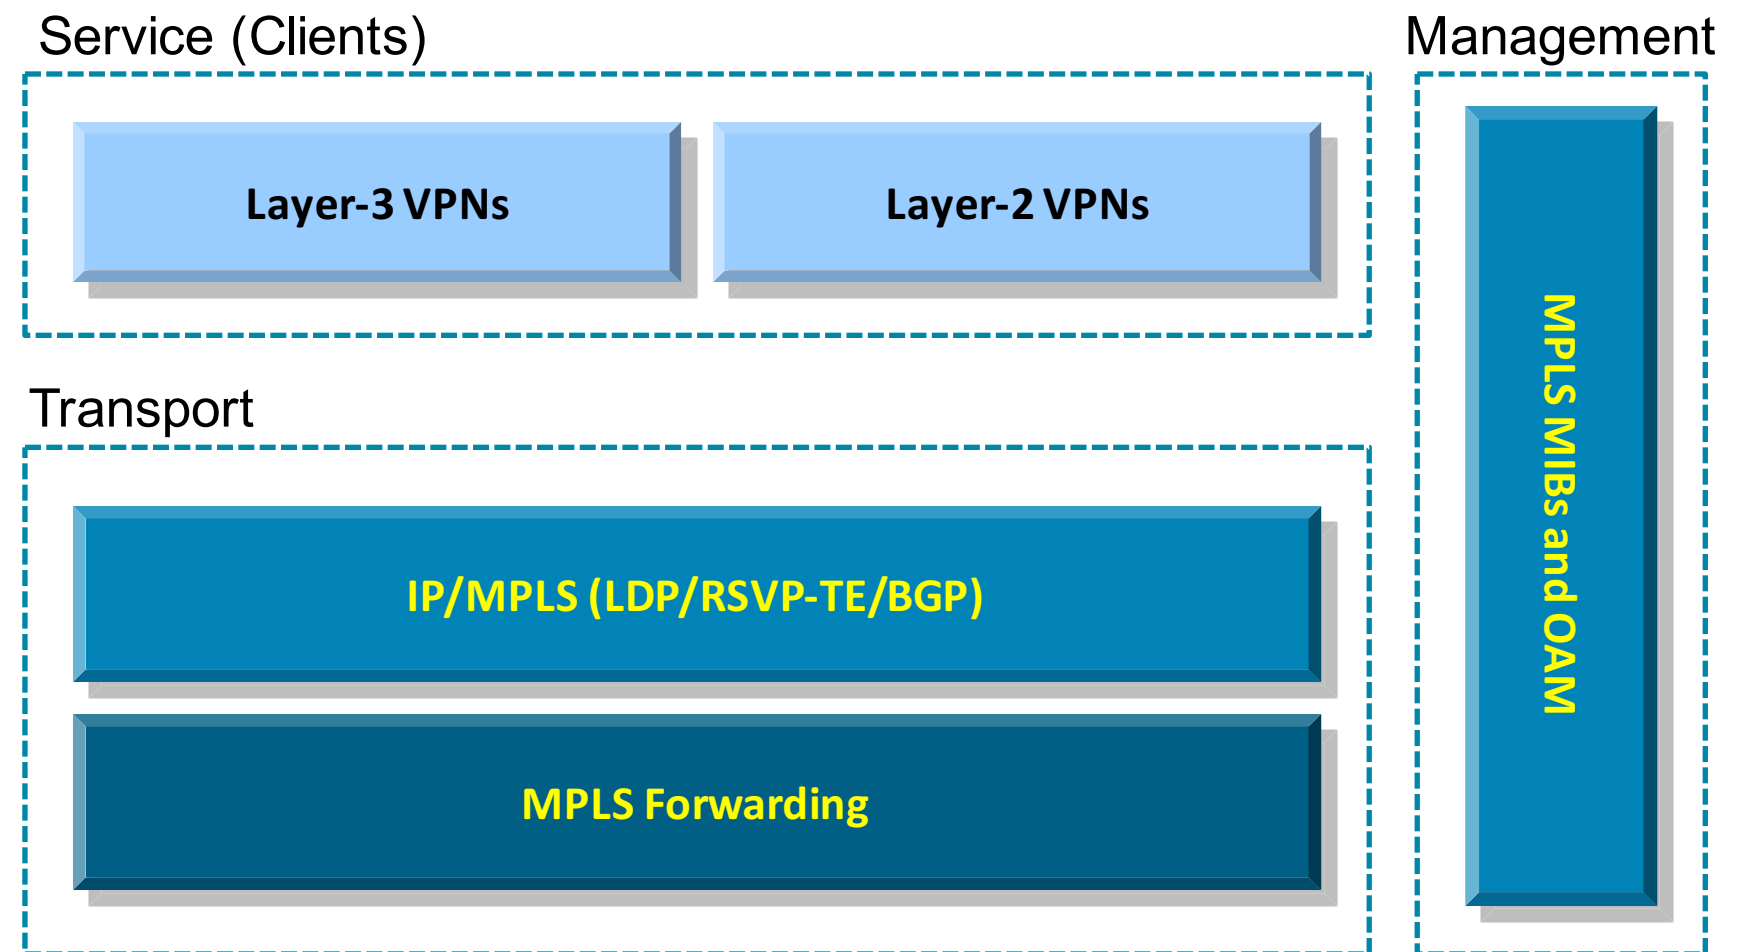 Service (Clients)
Management
Layer-3 VPNs
Layer-2 VPNs
MPLS MIBs and OAM
Transport
IP/MPLS (LDP/RSVP-TE/BGP)
MPLS Forwarding